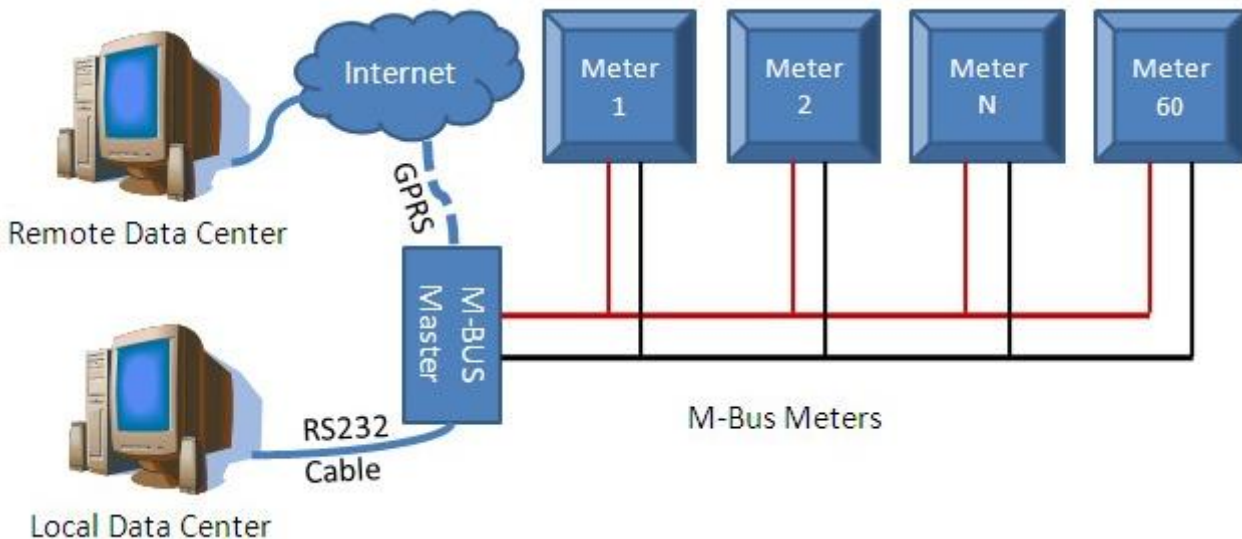 Internet
Meter
1
Meter
2
Meter
N
Meter
60
GPRS
Remote Data Center
M-BUS
Master
RS232
Cable
M-Bus Meters
Local Data Center